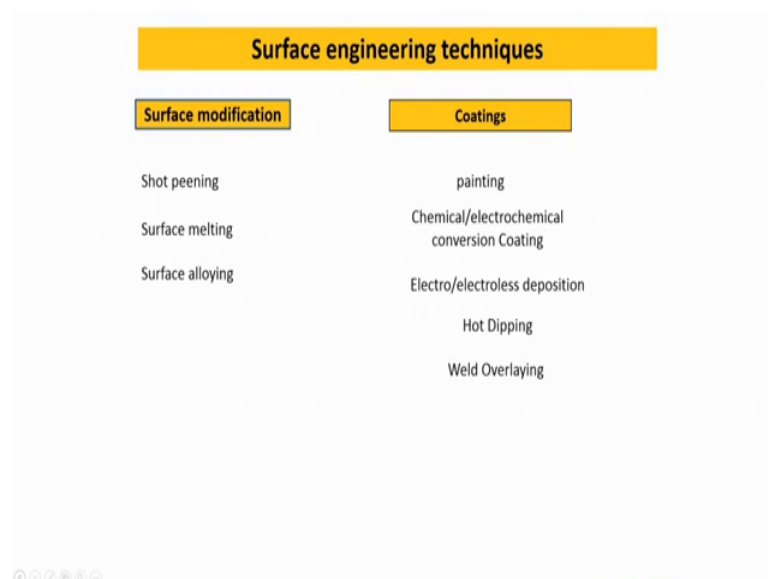 Surface engineering techniques
Surface modification
Coatings
Shot peening
painting
Surface melting
Chemical/electrochemical
conversion Coating
Surface alloying
Electro/electroless deposition
Hot Dipping
Weld Overlaying